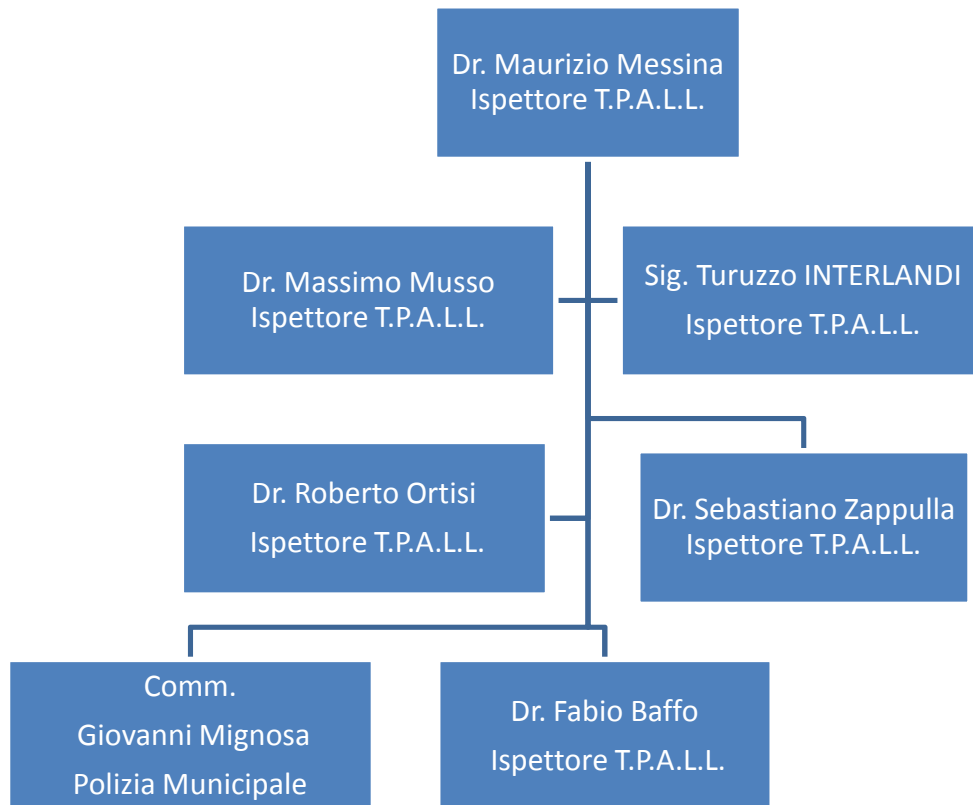 Dr. Maurizio Messina
Ispettore T.P.A.L.L.
Dr. Massimo Musso
Ispettore T.P.A.L.L.
Sig. Turuzzo INTERLANDI
Ispettore T.P.A.L.L.
Dr. Roberto Ortisi
Ispettore T.P.A.L.L.
Dr. Sebastiano Zappulla
Ispettore T.P.A.L.L.
Comm.
Giovanni Mignosa
Polizia Municipale
Dr. Fabio Baffo
Ispettore T.P.A.L.L.